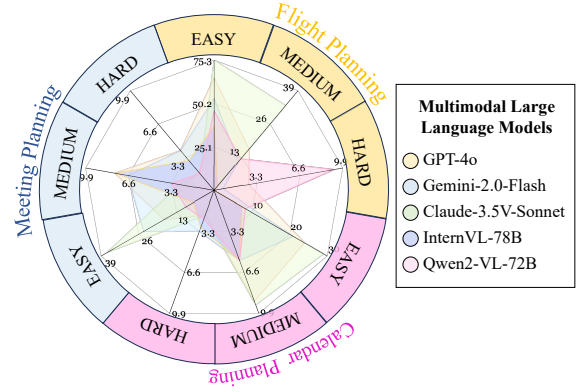 Flight Planning
EASY
MEDIUM
HARD
Calendar Planning
EASY
MEDIUM
HARD
Meeting Planning
EASY
MEDIUM
HARD
75.3
50.2
25.1
39
26
13
9.9
6.6
3.3
20
10
9.9
6.6
3.3
9.9
6.6
3.3
39
26
13
9.9
6.6
3.3
9.9
6.6
3.3
Multimodal Large
Language Models
GPT-4o
Gemini-2.0-Flash
Claude-3.5V-Sonnet
InternVL-78B
Qwen2-VL-72B